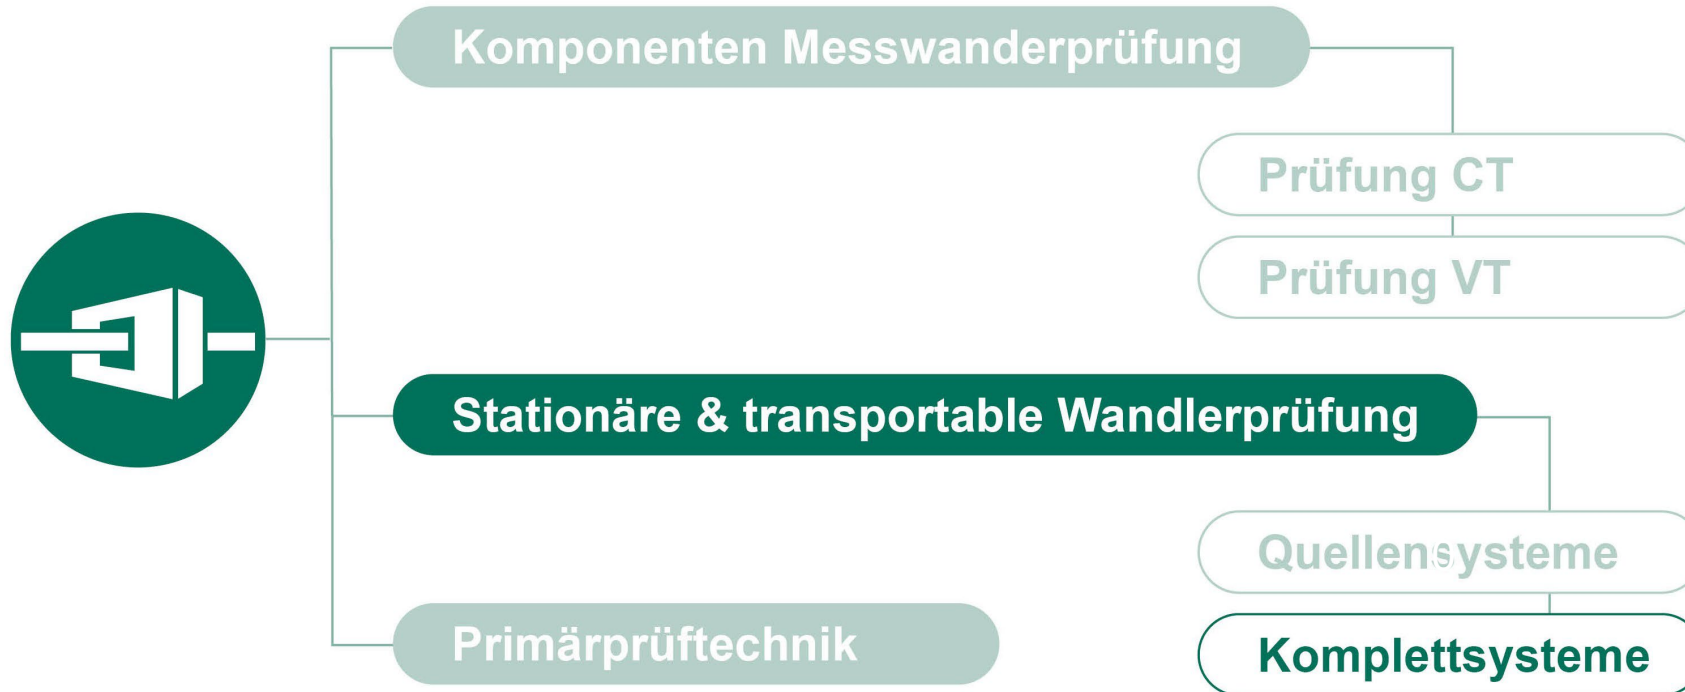 Komponenten Messwanderprüfung
Prüfung CT
Prüfung VT
Stationäre & transportable Wandlerprüfung
Quellensysteme
Komplettsysteme
Primärprüftechnik